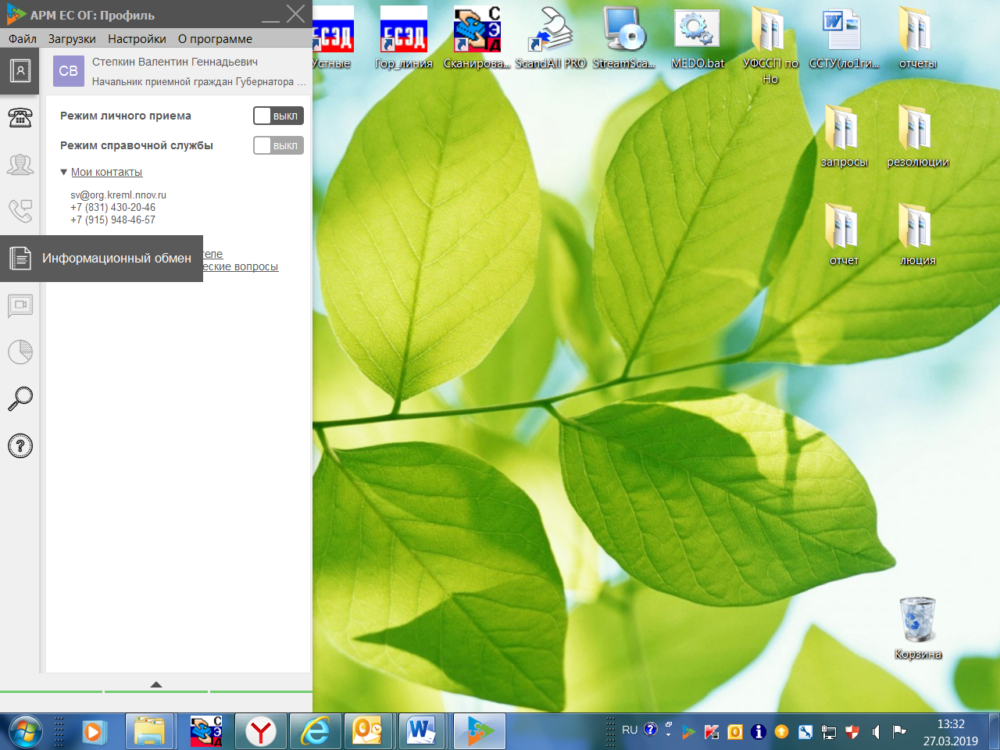 АРМ ЕС ОГ: Профиль
Файл Загрузки Настройки О программе
СВ
Степкин Валентин Геннадьевич
Начальник приемной граждан Губернатора ...
Режим личного приема
ВЫКЛ
Режим справочной службы
ВЫКЛ
Мои контакты
sv@org.kreml.nnov.ru
+7 (831) 430-20-46
+7 (915) 948-46-57
Информационный обмен
теле
еские вопросы
ЕСЭД
Устные
ЕСЭД
Гор_линия
СЭД
Сканирова...
ScandAll PRO
StreamSca...
MEDO.bat
УФССП по
Но
ССТУ(ло1ги...
отчеты
запросы
резолюции
отчет
люция
Корзина
СЭД
RU
13:32
27.03.2019